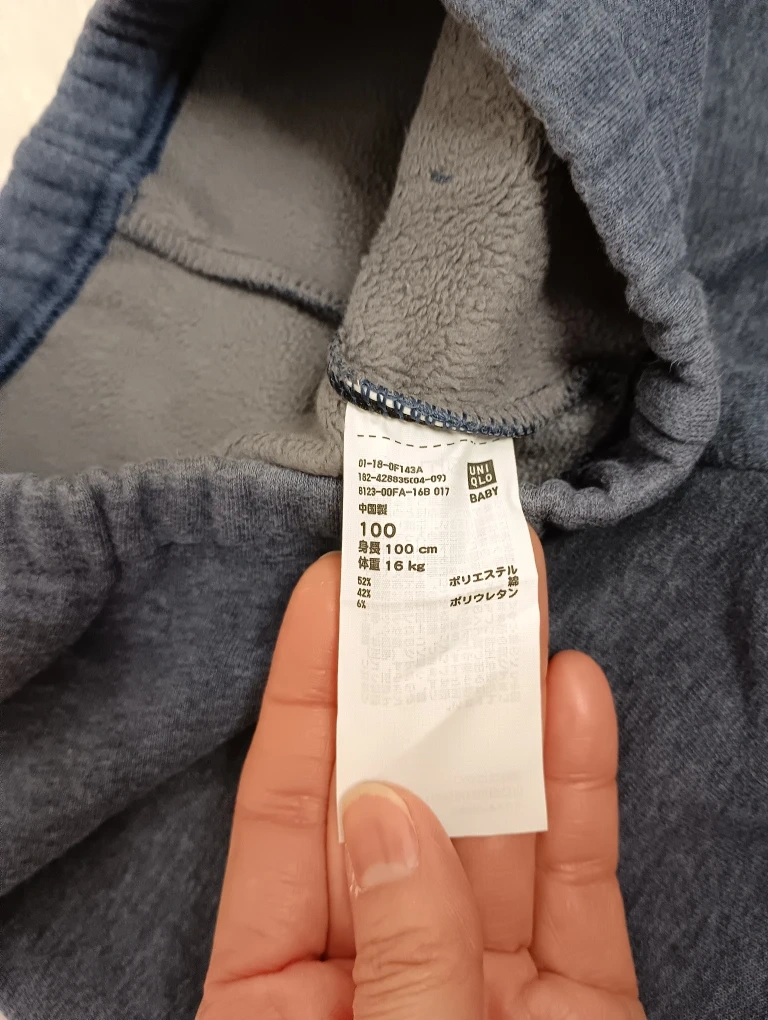 01-18-0F143A
182-428835(04-09)
8123-00FA-16B 017
UNI
QLO
BABY
中国製
100
身長 100 cm
体重 16 kg
52% ポリエステル
42% 綿
6% ポリウレタン